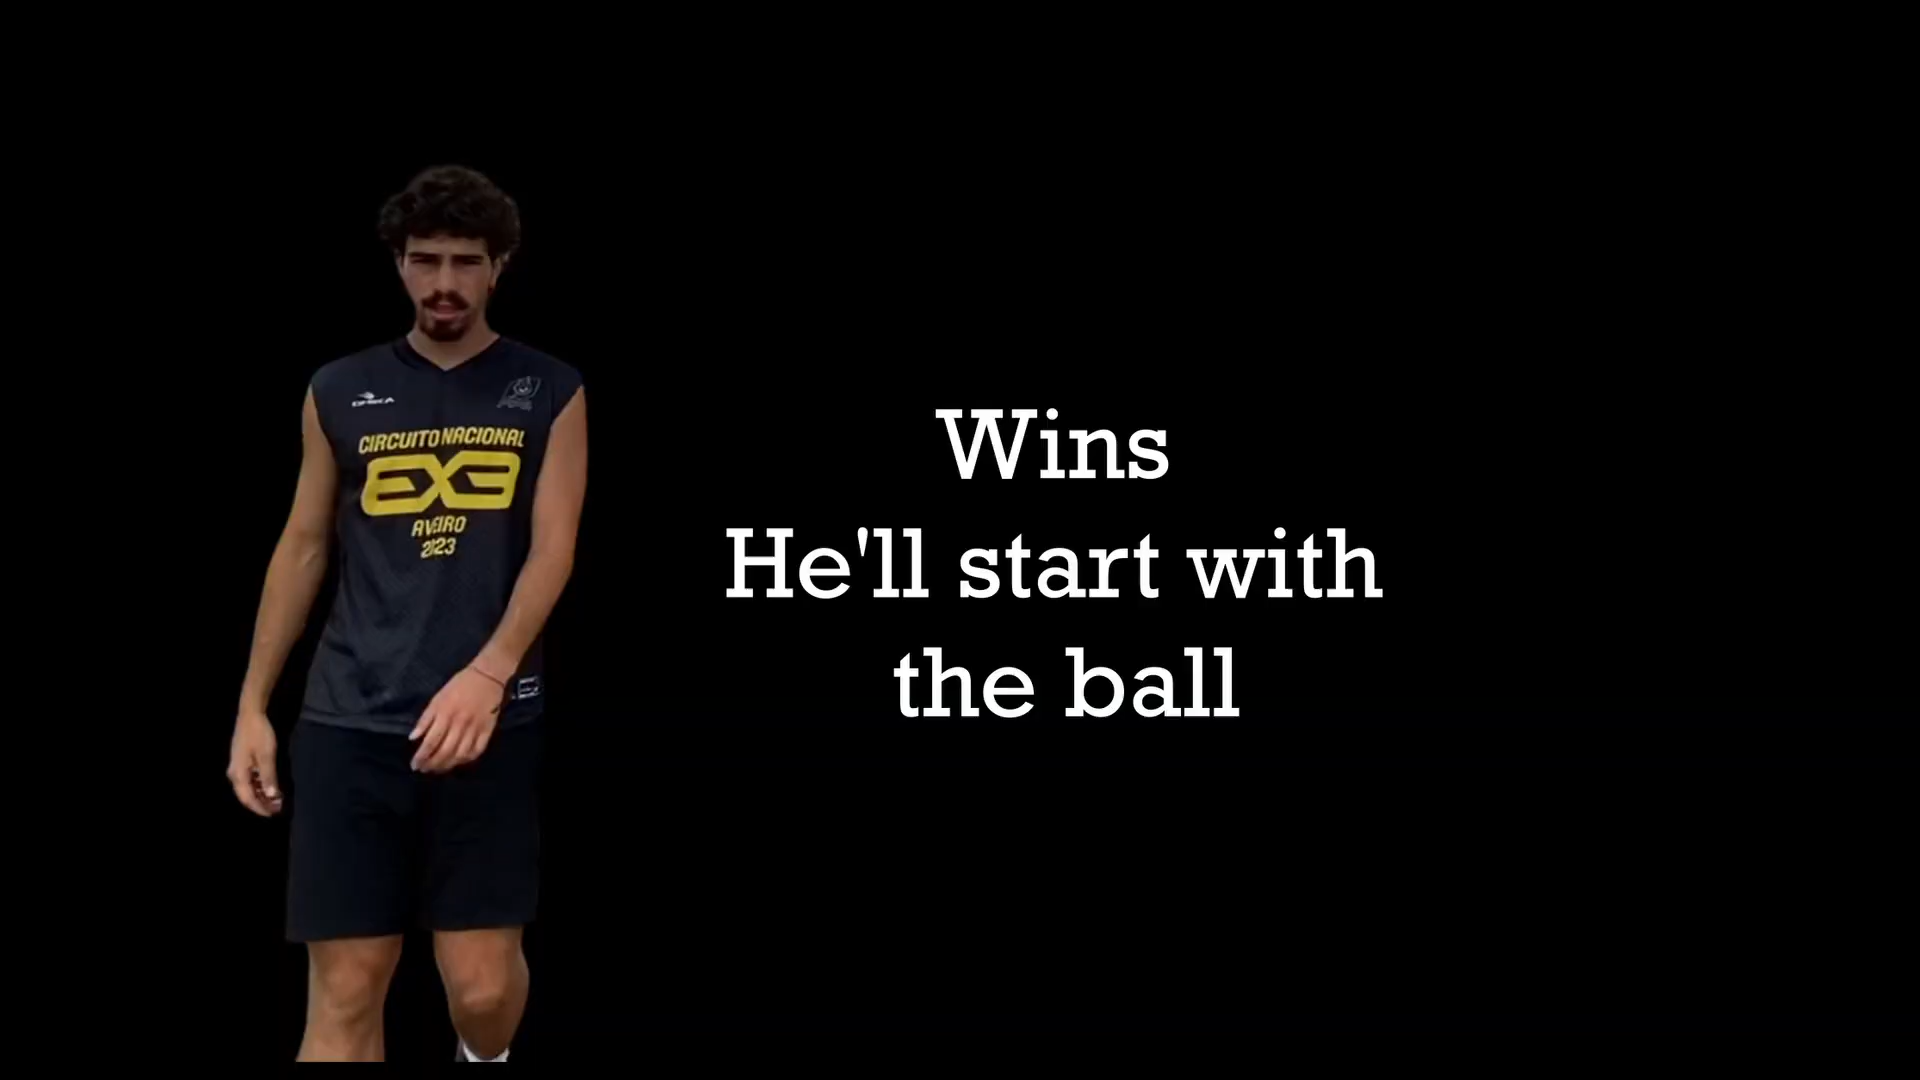 Wins
He'll start with
the ball
CIRCUITO NACIONAL
3X3
AVEIRO
2023